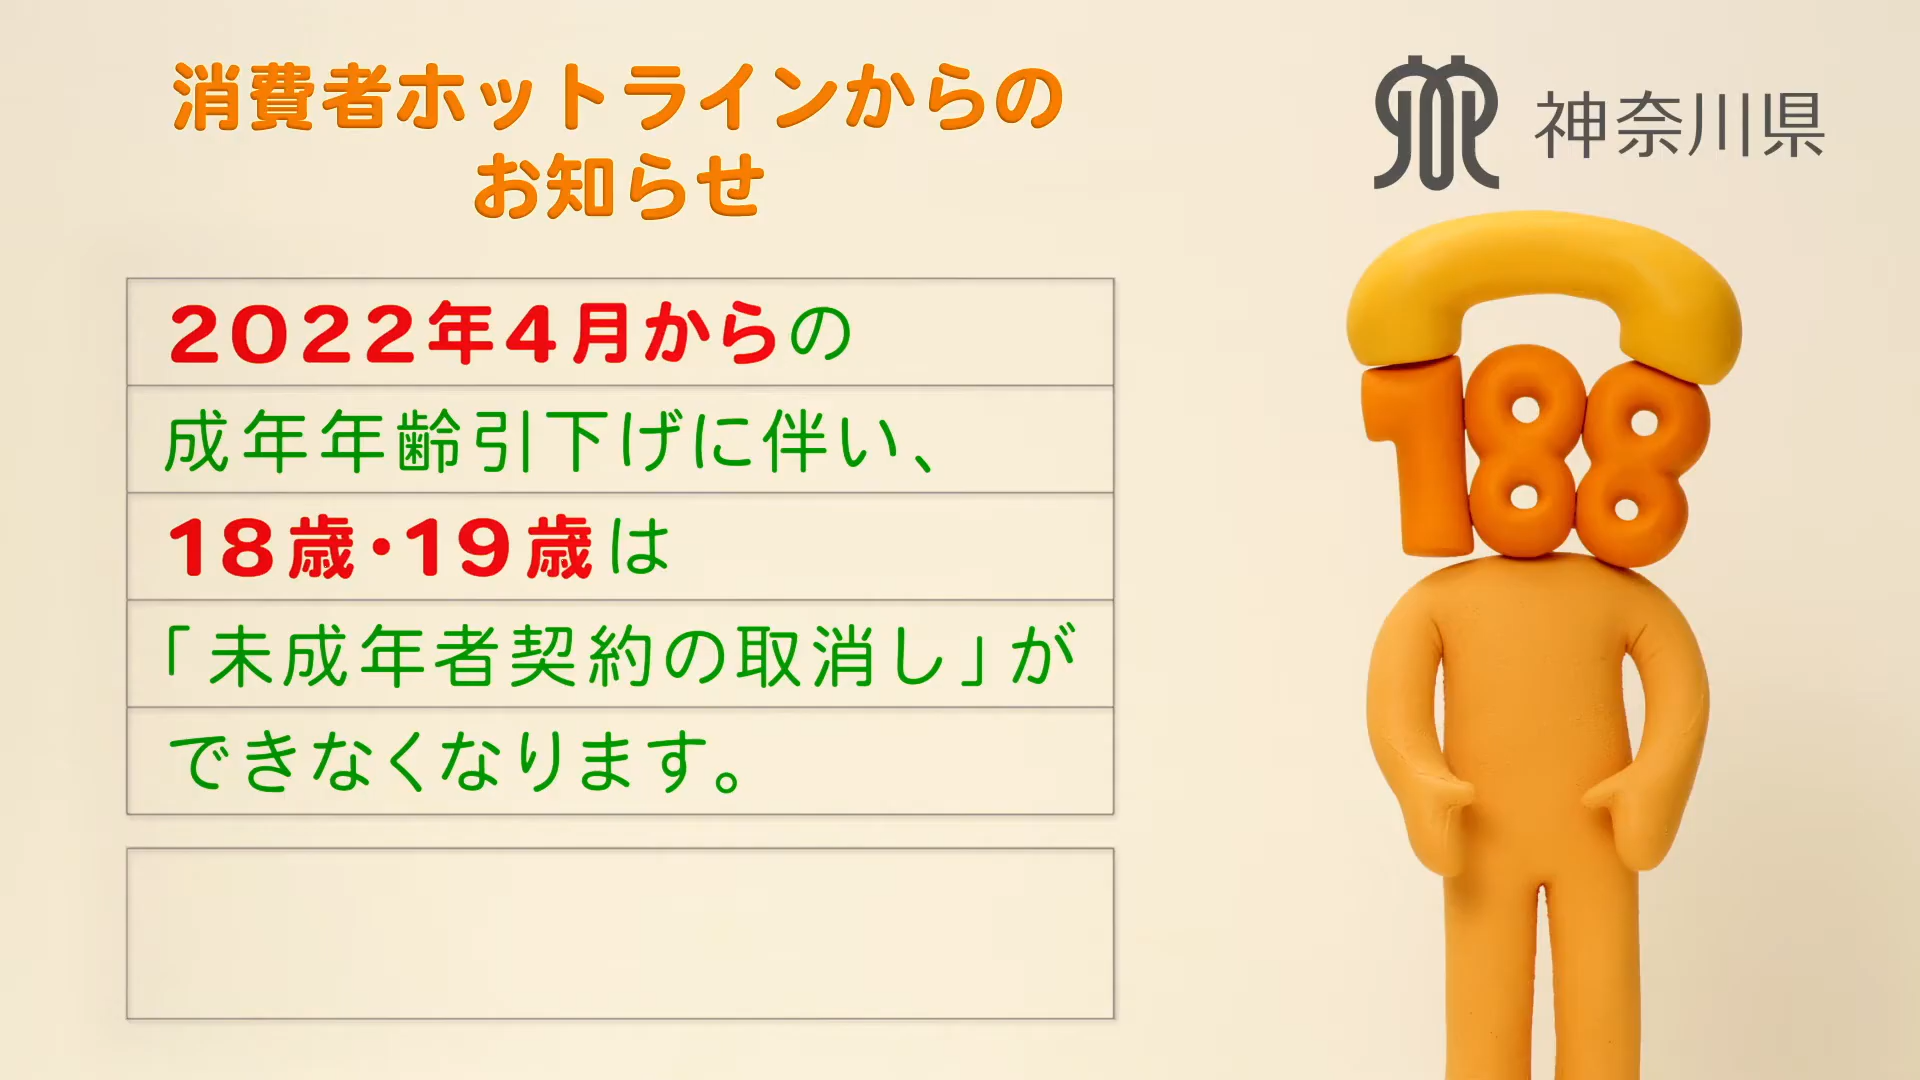 消費者ホットラインからの
お知らせ
神奈川県
2022年4月からの
成年年齢引下げに伴い、
18歳・19歳は
「未成年者契約の取消し」が
できなくなります。
188